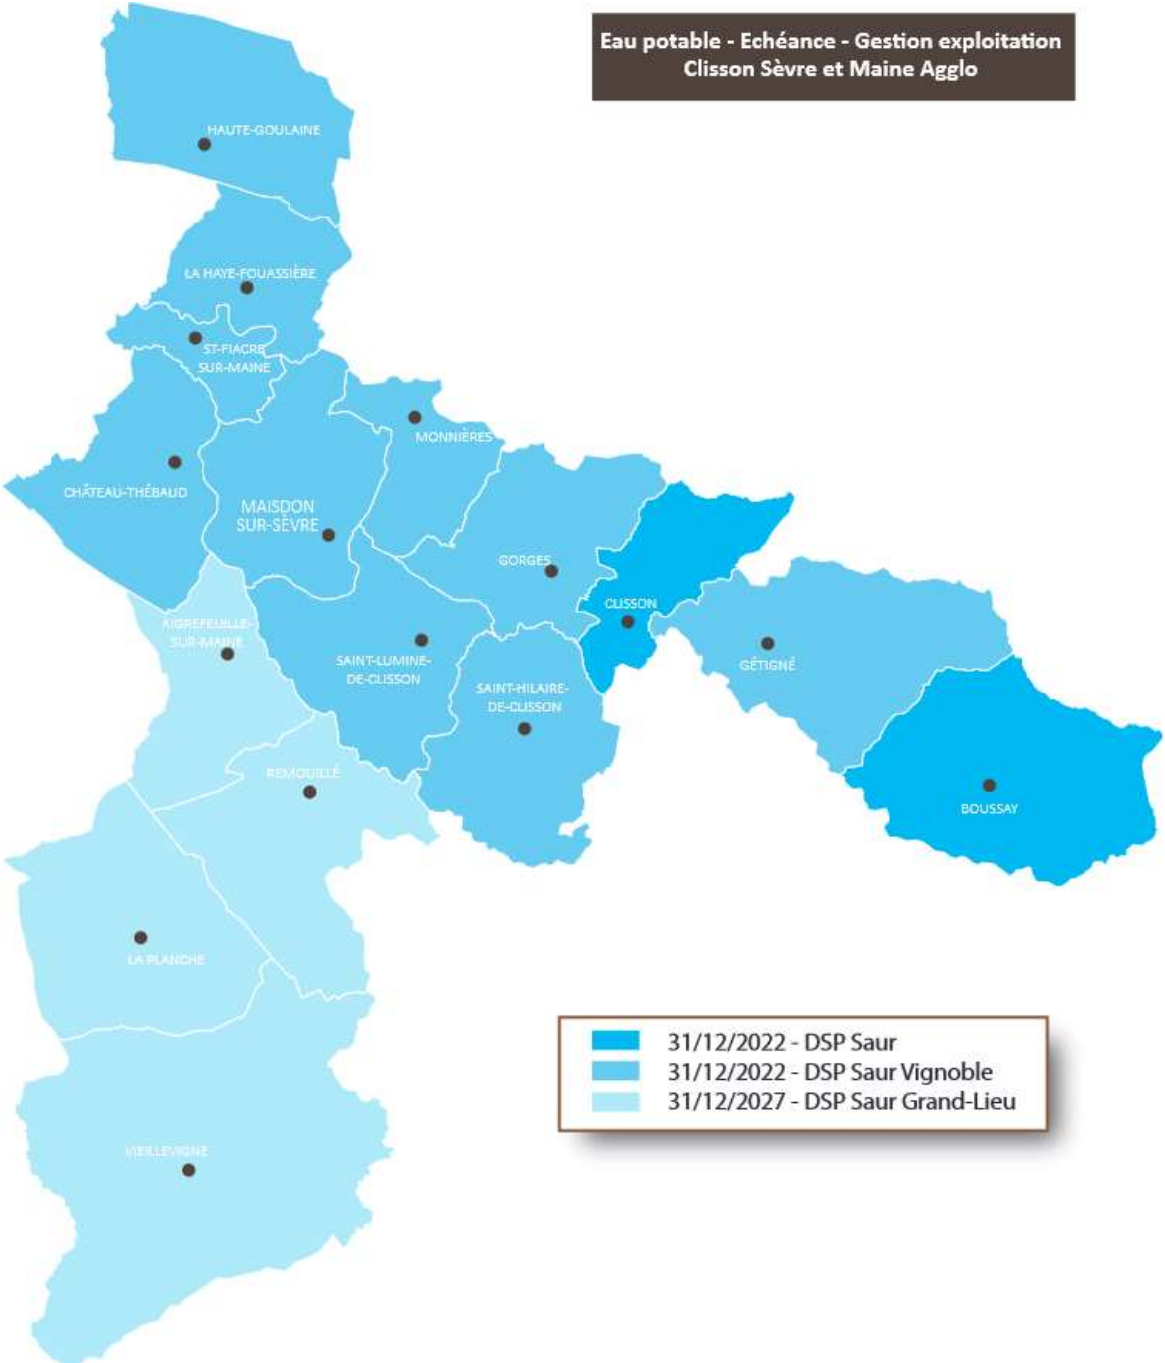 Eau potable - Echéance - Gestion exploitation
Clisson Sèvre et Maine Agglo
HAUTE-GOULAINE
LA HAYE-FOUASSIÈRE
ST-FIACRE
SUR-MAINE
MONNIÈRES
CHÂTEAU-THÉBAUD
MAISDON
SUR-SÈVRE
GORGES
CLISSON
AIGREFEUILLE-
SUR-MAINE
SAINT-LUMINE-
DE-CLISSON
GÉTIGNÉ
SAINT-HILAIRE-
DE-CLISSON
REMOUILLÉ
BOUSSAY
LA PLANCHE
31/12/2022 - DSP Saur
31/12/2022 - DSP Saur Vignoble
31/12/2027 - DSP Saur Grand-Lieu
VIEILLEVIGNE